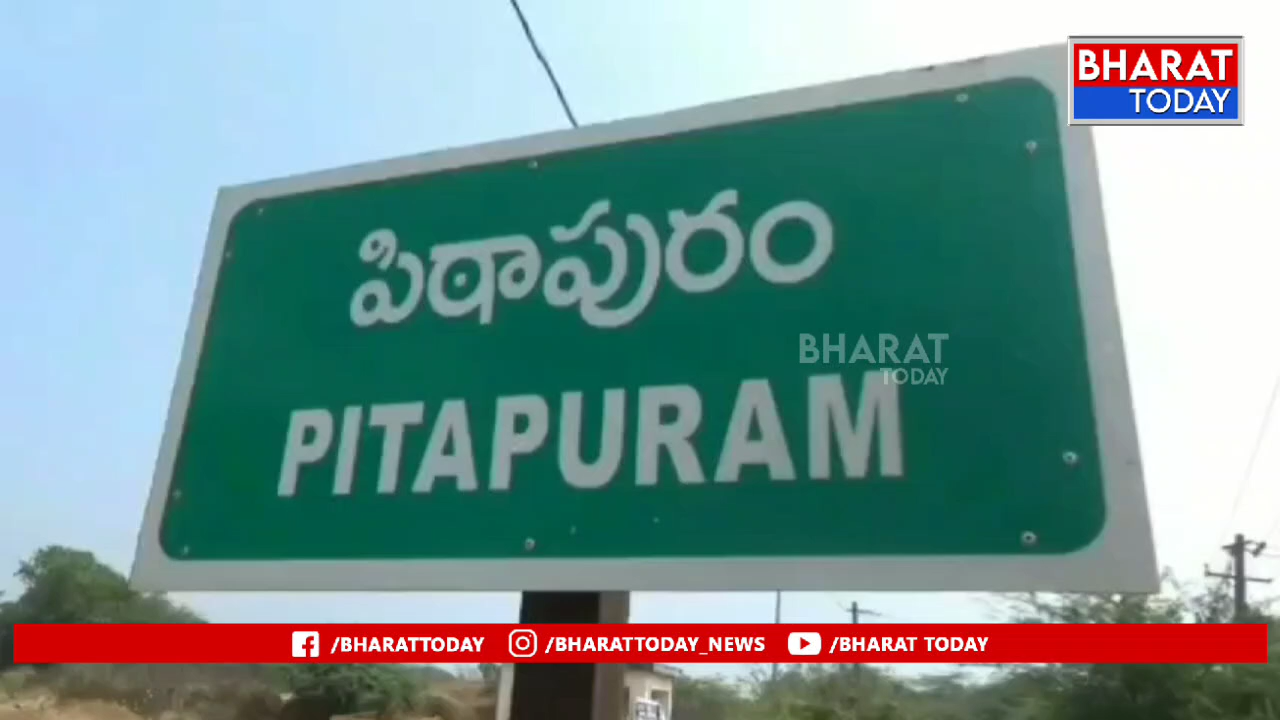 BHARAT
TODAY
పిఠాపురం
BHARAT
TODAY
PITAPURAM
/BHARATTODAY /BHARATTODAY_NEWS /BHARAT TODAY